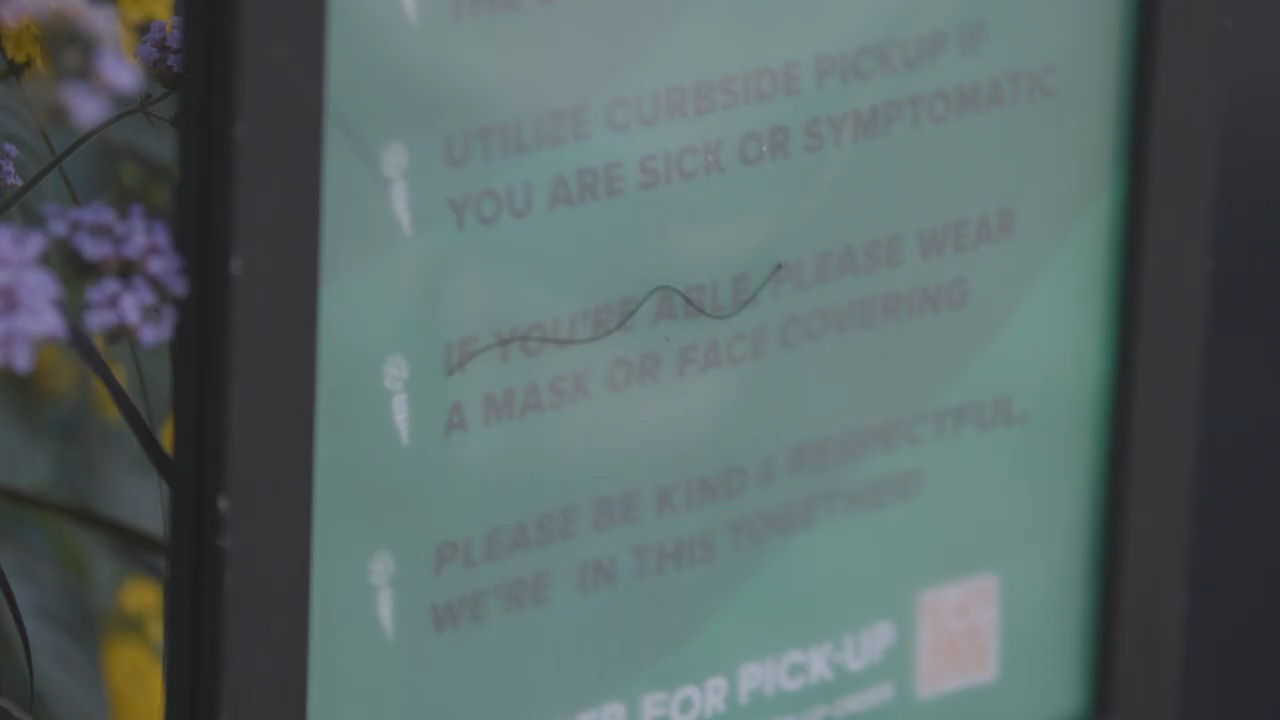 UTILIZE CURBSIDE PICKUP IF
YOU ARE SICK OR SYMPTOMATIC
IF YOU'RE ABLE, PLEASE WEAR
A MASK OR FACE COVERING
PLEASE BE KIND & RESPECTFUL,
WE'RE IN THIS TOGETHER!
FOR PICK-UP